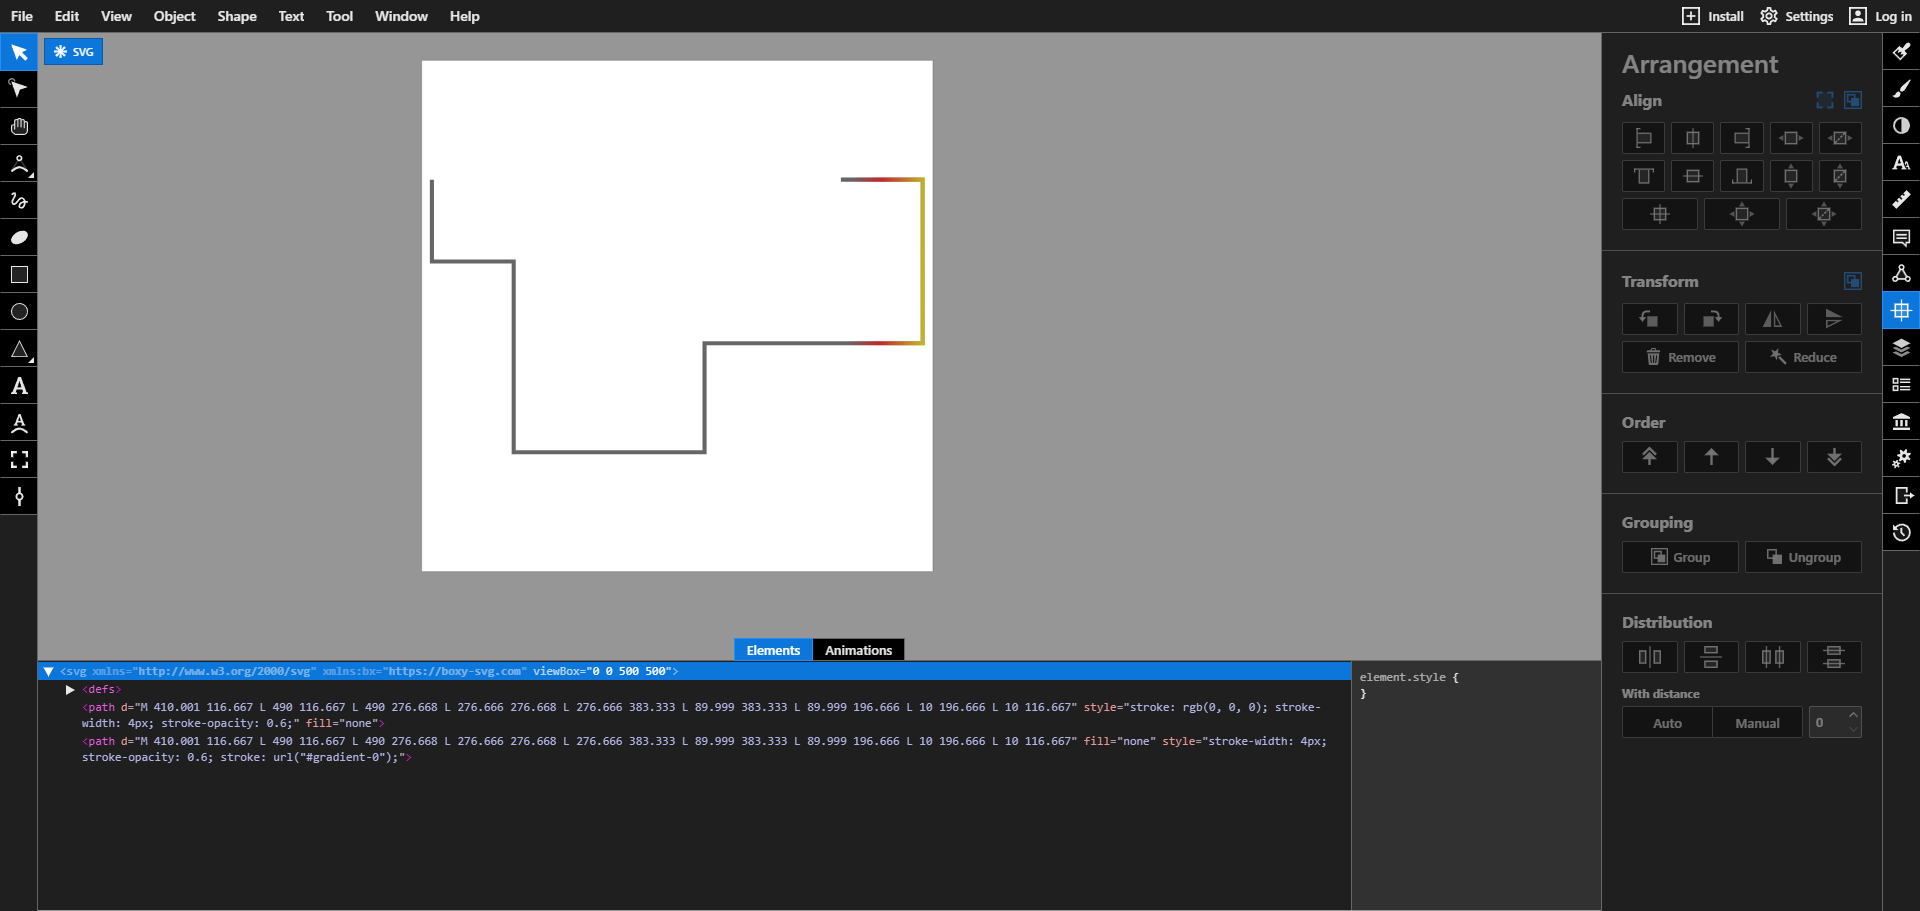 File Edit View Object Shape Text Tool Window Help
Install Settings Log in
SVG
Arrangement
Align
Transform
Remove Reduce
Order
Grouping
Group Ungroup
Distribution
With distance
Auto Manual 0
Elements Animations
<svg xmlns="http://www.w3.org/2000/svg" xmlns:bx="https://boxy-svg.com" viewBox="0 0 500 500">
<defs>
<path d="M 410.001 116.667 L 490 116.667 L 490 276.668 L 276.666 276.668 L 276.666 383.333 L 89.999 383.333 L 89.999 196.666 L 10 196.666 L 10 116.667" style="stroke: rgb(0, 0, 0); stroke-
width: 4px; stroke-opacity: 0.6;" fill="none">
<path d="M 410.001 116.667 L 490 116.667 L 490 276.668 L 276.666 276.668 L 276.666 383.333 L 89.999 383.333 L 89.999 196.666 L 10 196.666 L 10 116.667" fill="none" style="stroke-width: 4px;
stroke-opacity: 0.6; stroke: url("#gradient-0");">
element.style {
}